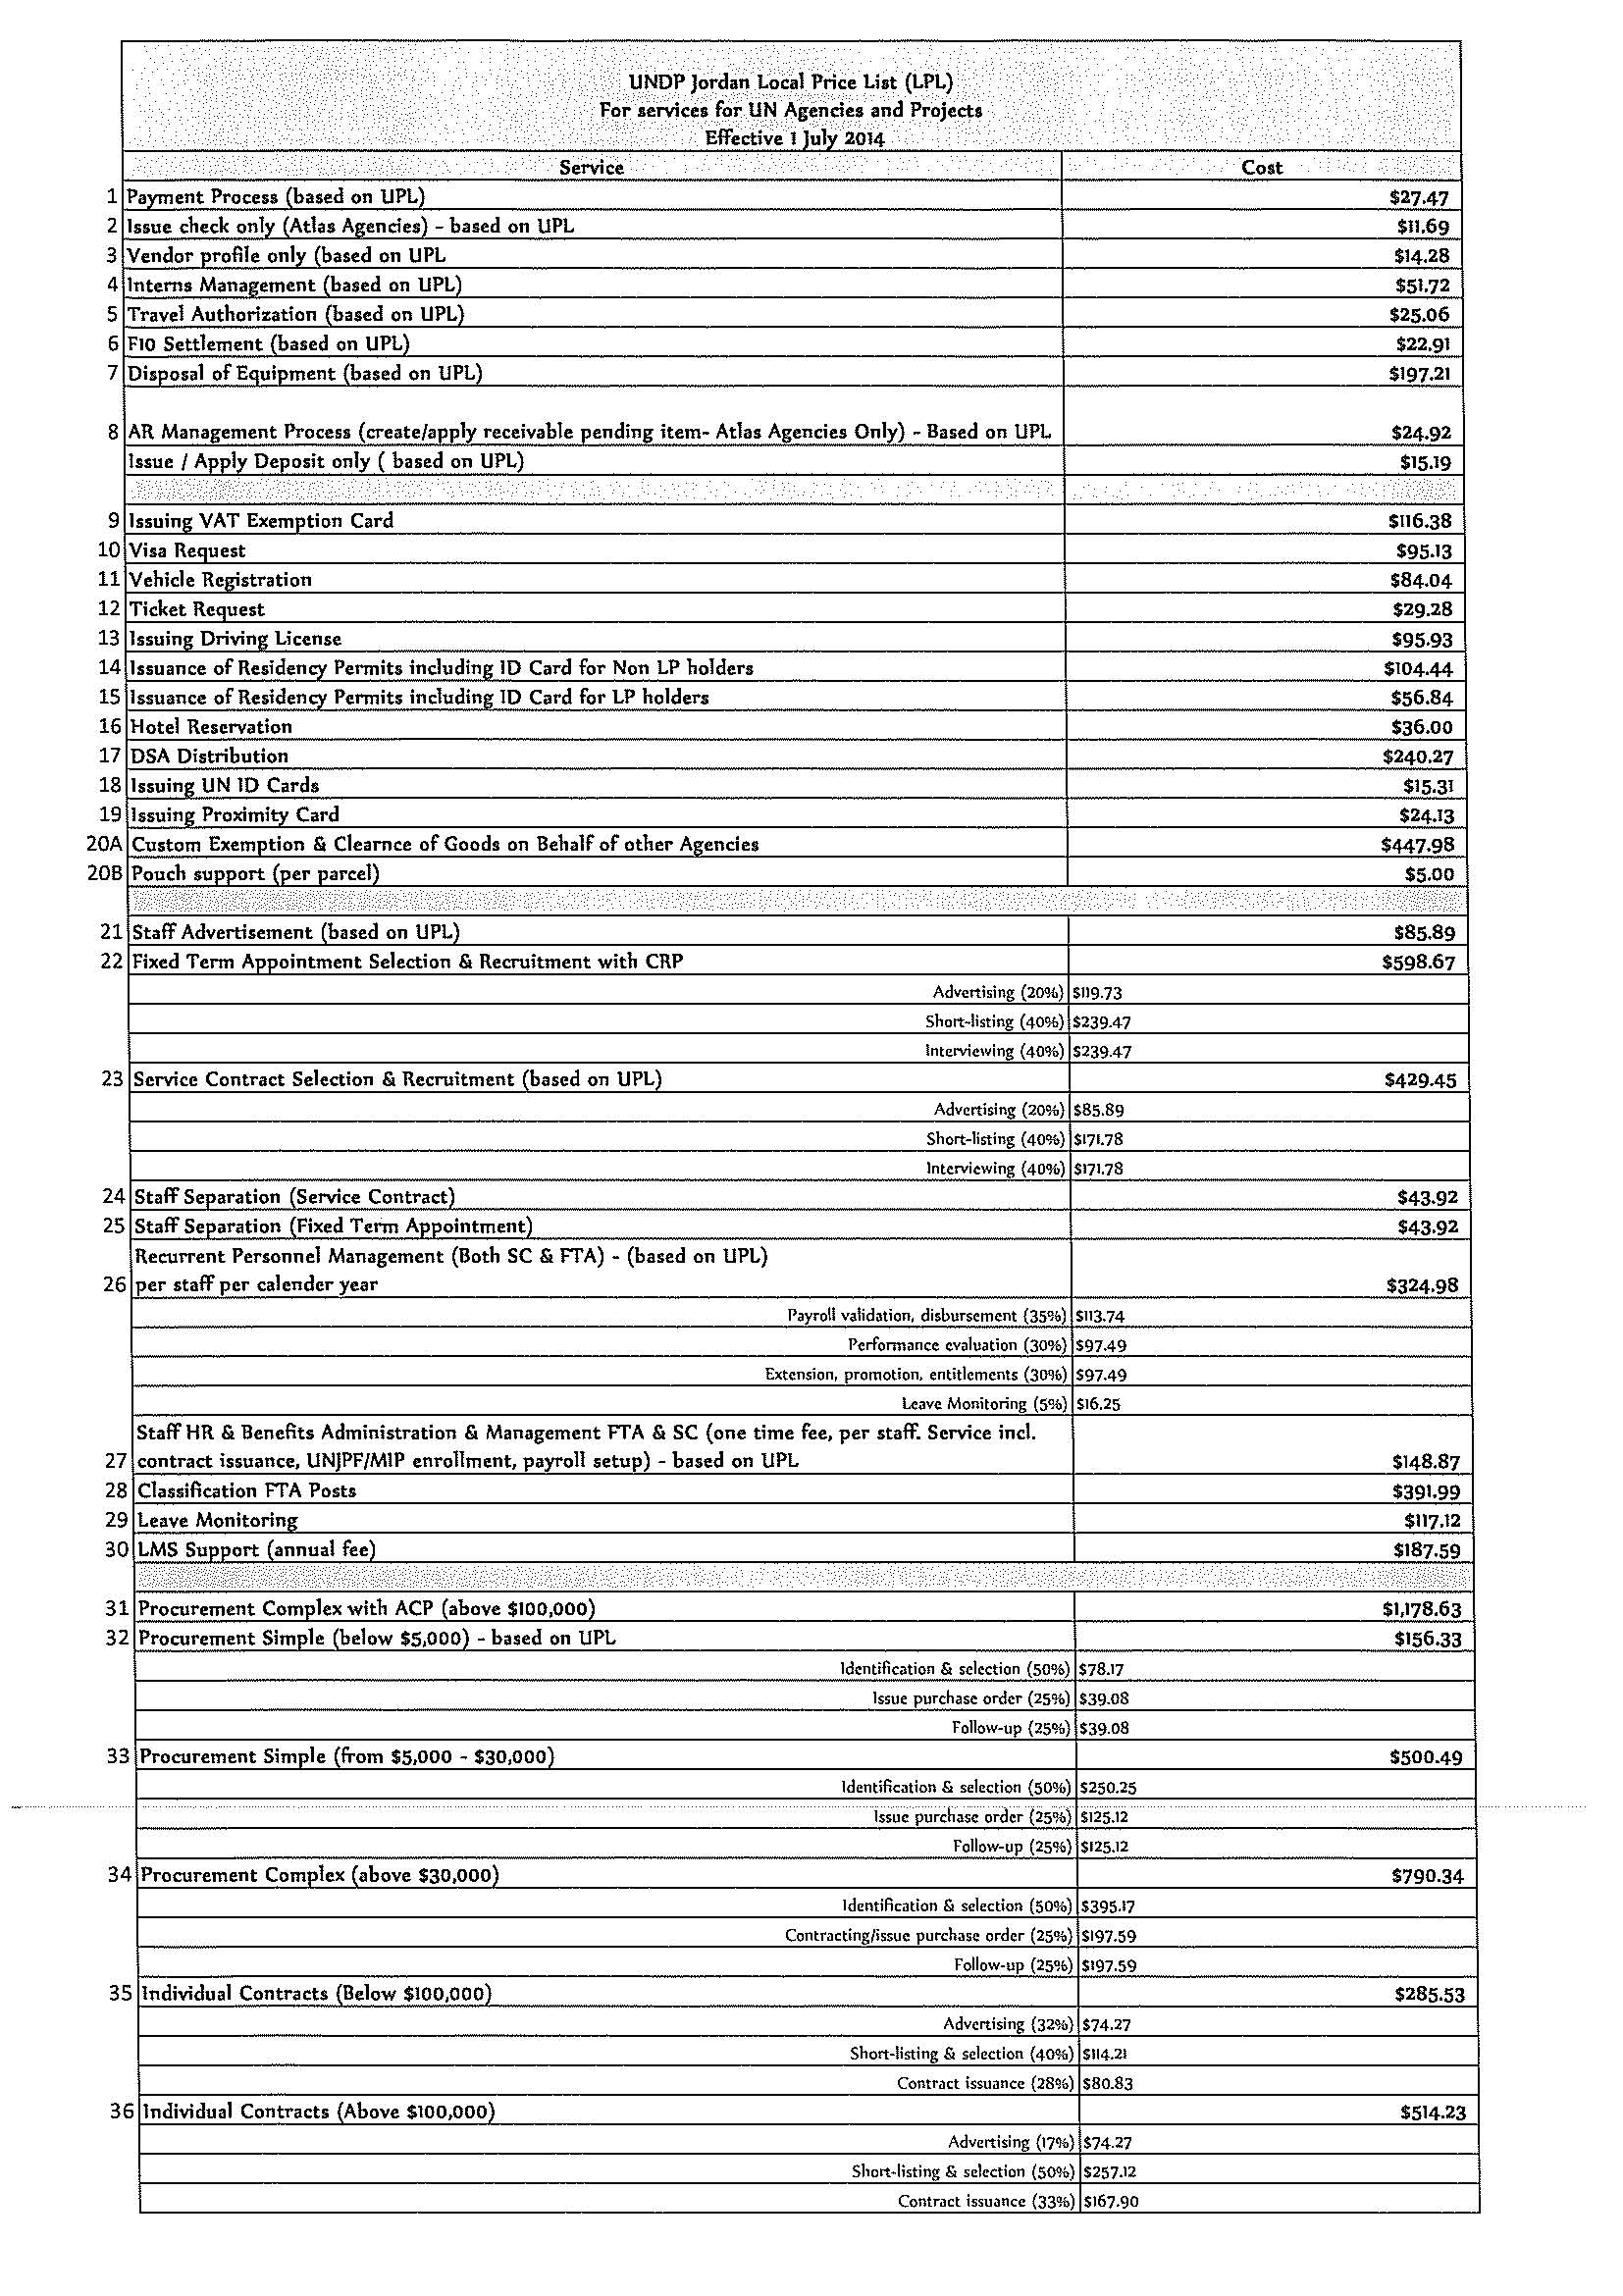 UNDP Jordan Local Price List (LPL)
For services for UN Agencies and Projects
Effective 1 July 2014
Service Cost
1 Payment Process (based on UPL) $27.47
2 Issue check only (Atlas Agencies) - based on UPL $11.69
3 Vendor profile only (based on UPL $14.28
4 Interns Management (based on UPL) $51.72
5 Travel Authorization (based on UPL) $25.06
6 F10 Settlement (based on UPL) $22.91
7 Disposal of Equipment (based on UPL) $197.21
8 AR Management Process (create/apply receivable pending item- Atlas Agencies Only) - Based on UPL $24.92
Issue / Apply Deposit only ( based on UPL) $15.19
9 Issuing VAT Exemption Card $116.38
10 Visa Request $95.13
11 Vehicle Registration $84.04
12 Ticket Request $29.28
13 Issuing Driving License $95.93
14 Issuance of Residency Permits including ID Card for Non LP holders $104.44
15 Issuance of Residency Permits including ID Card for LP holders $56.84
16 Hotel Reservation $36.00
17 DSA Distribution $240.27
18 Issuing UN ID Cards $15.31
19 Issuing Proximity Card $24.13
20A Custom Exemption & Clearnce of Goods on Behalf of other Agencies $447.98
20B Pouch support (per parcel) $5.00
21 Staff Advertisement (based on UPL) $85.89
22 Fixed Term Appointment Selection & Recruitment with CRP $598.67
Advertising (20%) $119.73
Short-listing (40%) $239.47
Interviewing (40%) $239.47
23 Service Contract Selection & Recruitment (based on UPL) $429.45
Advertising (20%) $85.89
Short-listing (40%) $171.78
Interviewing (40%) $171.78
24 Staff Separation (Service Contract) $43.92
25 Staff Separation (Fixed Term Appointment) $43.92
Recurrent Personnel Management (Both SC & FTA) - (based on UPL)
26 per staff per calender year $324.98
Payroll validation, disbursement (35%) $113.74
Performance evaluation (30%) $97.49
Extension, promotion, entitlements (30%) $97.49
Leave Monitoring (5%) $16.25
Staff HR & Benefits Administration & Management FTA & SC (one time fee, per staff. Service incl.
27 contract issuance, UNJPF/MIP enrollment, payroll setup) - based on UPL $148.87
28 Classification FTA Posts $391.99
29 Leave Monitoring $117.12
30 LMS Support (annual fee) $187.59
31 Procurement Complex with ACP (above $100,000) $1,178.63
32 Procurement Simple (below $5,000) - based on UPL $156.33
Identification & selection (50%) $78.17
Issue purchase order (25%) $39.08
Follow-up (25%) $39.08
33 Procurement Simple (from $5,000 - $30,000) $500.49
Identification & selection (50%) $250.25
Issue purchase order (25%) $125.12
Follow-up (25%) $125.12
34 Procurement Complex (above $30,000) $790.34
Identification & selection (50%) $395.17
Contracting/issue purchase order (25%) $197.59
Follow-up (25%) $197.59
35 Individual Contracts (Below $100,000) $285.53
Advertising (32%) $74.27
Short-listing & selection (40%) $114.21
Contract issuance (28%) $80.83
36 Individual Contracts (Above $100,000) $514.23
Advertising (17%) $74.27
Short-listing & selection (50%) $257.12
Contract issuance (33%) $167.90